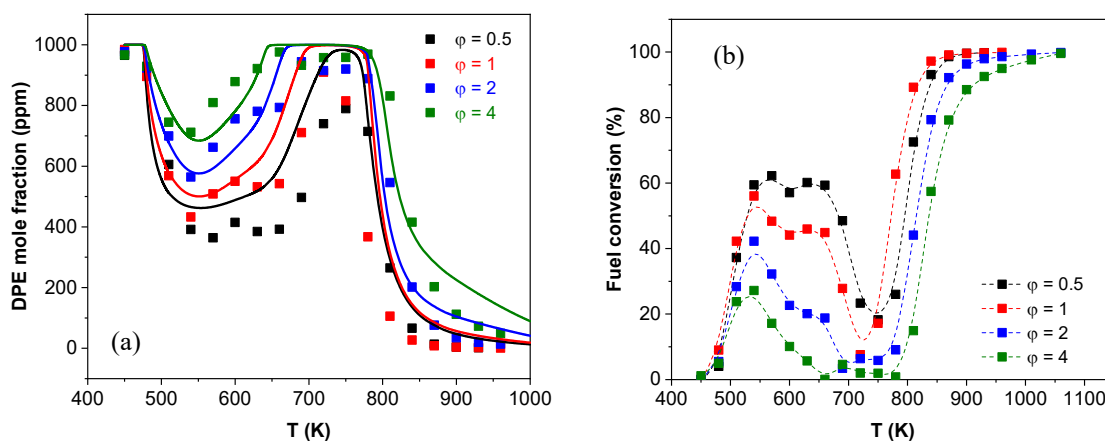 DPE mole fraction (ppm)
1000
800
600
400
200
0
400 500 600 700 800 900 1000
T (K)
(a)
φ = 0.5
φ = 1
φ = 2
φ = 4
Fuel conversion (%)
100
80
60
40
20
0
400 500 600 700 800 900 1000 1100
T (K)
(b)
φ = 0.5
φ = 1
φ = 2
φ = 4